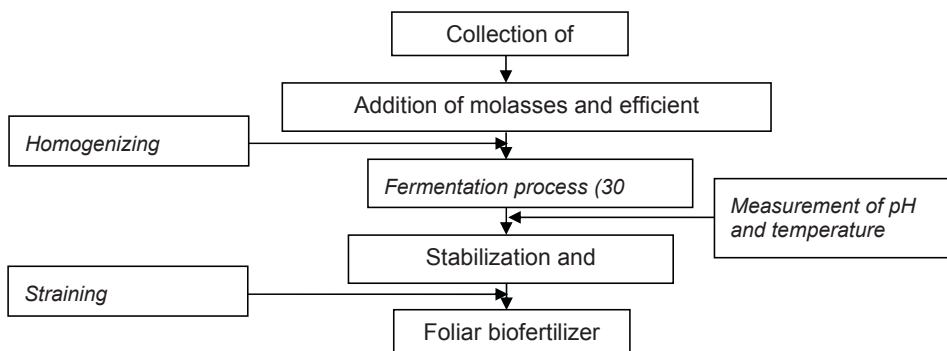 Collection of
Addition of molasses and efficient
Homogenizing
Fermentation process (30
Measurement of pH
and temperature
Stabilization and
Straining
Foliar biofertilizer